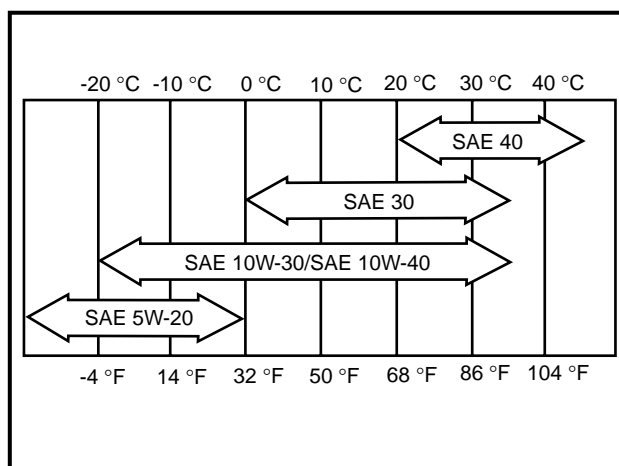 -20 °C -10 °C 0 °C 10 °C 20 °C 30 °C 40 °C
SAE 40
SAE 30
SAE 10W-30/SAE 10W-40
SAE 5W-20
-4 °F 14 °F 32 °F 50 °F 68 °F 86 °F 104 °F